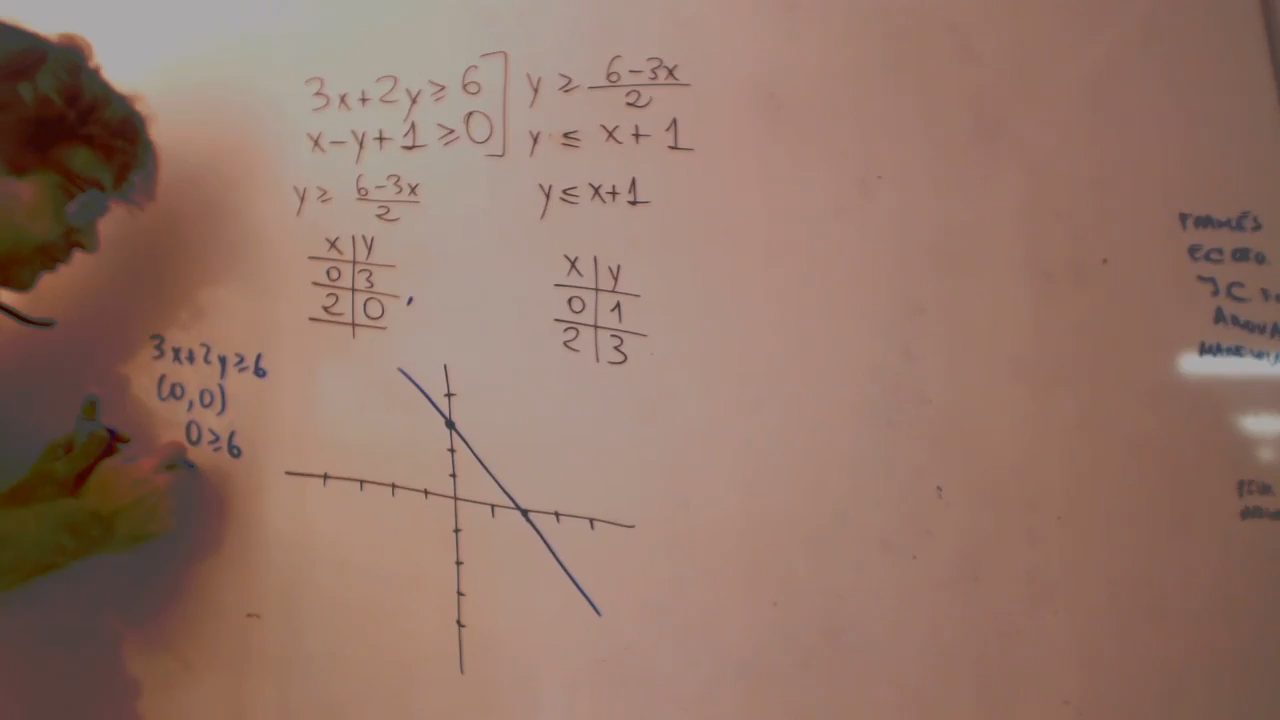 3x+2y≥6] y≥ (6-3x)/2
x-y+1≥0] y≤x+1
y≥ (6-3x)/2 y≤x+1
x|y x|y
0|3 0|1
2|0 2|3
3x+2y≥6
(0,0)
0≥6